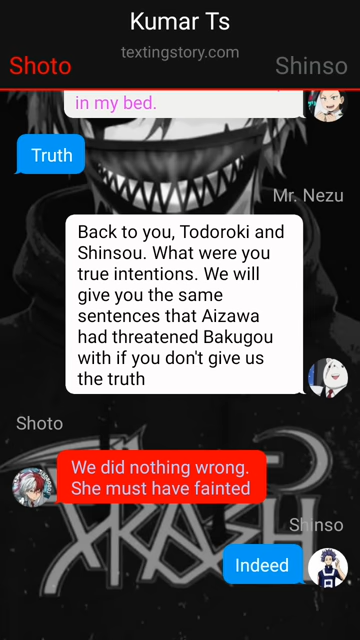 Kumar Ts
textingstory.com
Shoto
Shinso
in my bed.
Truth
Mr. Nezu
Back to you, Todoroki and
Shinsou. What were you
true intentions. We will
give you the same
sentences that Aizawa
had threatened Bakugou
with if you don't give us
the truth
Shoto
We did nothing wrong.
She must have fainted
Shinso
Indeed